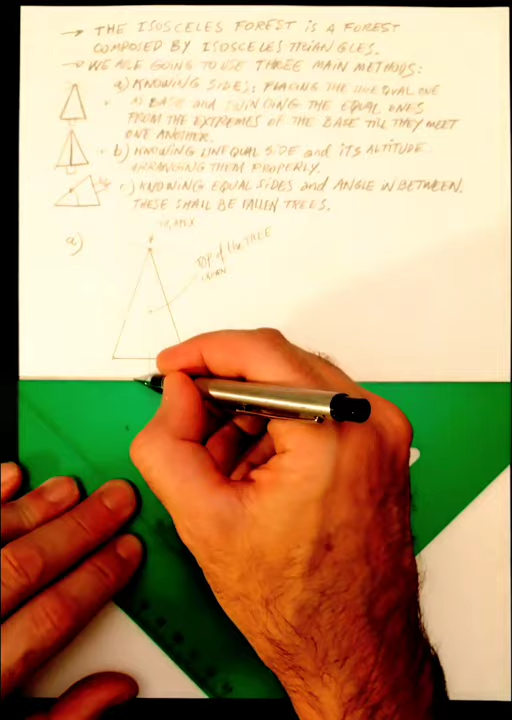 → THE ISOSCELES FOREST IS A FOREST
COMPOSED BY ISOSCELES TRIANGLES.
→ WE ARE GOING TO USE THREE MAIN METHODS:
a) KNOWING SIDES: PLACING THE UNEQUAL ONE
BASE and THE EQUAL ONES
FROM THE EXTREMES OF THE BASE TILL THEY MEET
ONE ANOTHER.
b) KNOWING UNEQUAL SIDE and ITS ALTITUDE
ARRANGING THEM PROPERLY.
c) KNOWING EQUAL SIDES and ANGLE IN BETWEEN.
THESE SHALL BE FALLEN TREES.
APEX
a)
TOP of the TREE